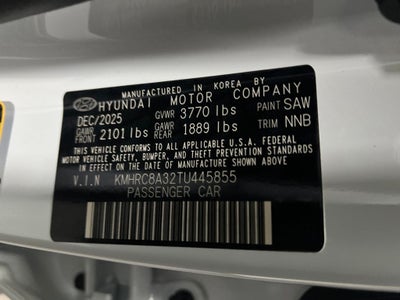 MANUFACTURED IN KOREA BY
HYUNDAI MOTOR COMPANY
DEC/2025 GVWR 3770 lbs PAINT SAW
GAWR FRONT 2101 lbs GAWR REAR 1889 lbs TRIM NNB
THIS VEHICLE CONFORMS TO ALL APPLICABLE U.S.A. FEDERAL
MOTOR VEHICLE SAFETY/BUMPER/AND THEFT PREVENTION STANDARDS
IN EFFECT ON THE DATE OF MANUFACTURE SHOWN ABOVE.
V.I.N KMHRC8A32TU445855
PASSENGER CAR